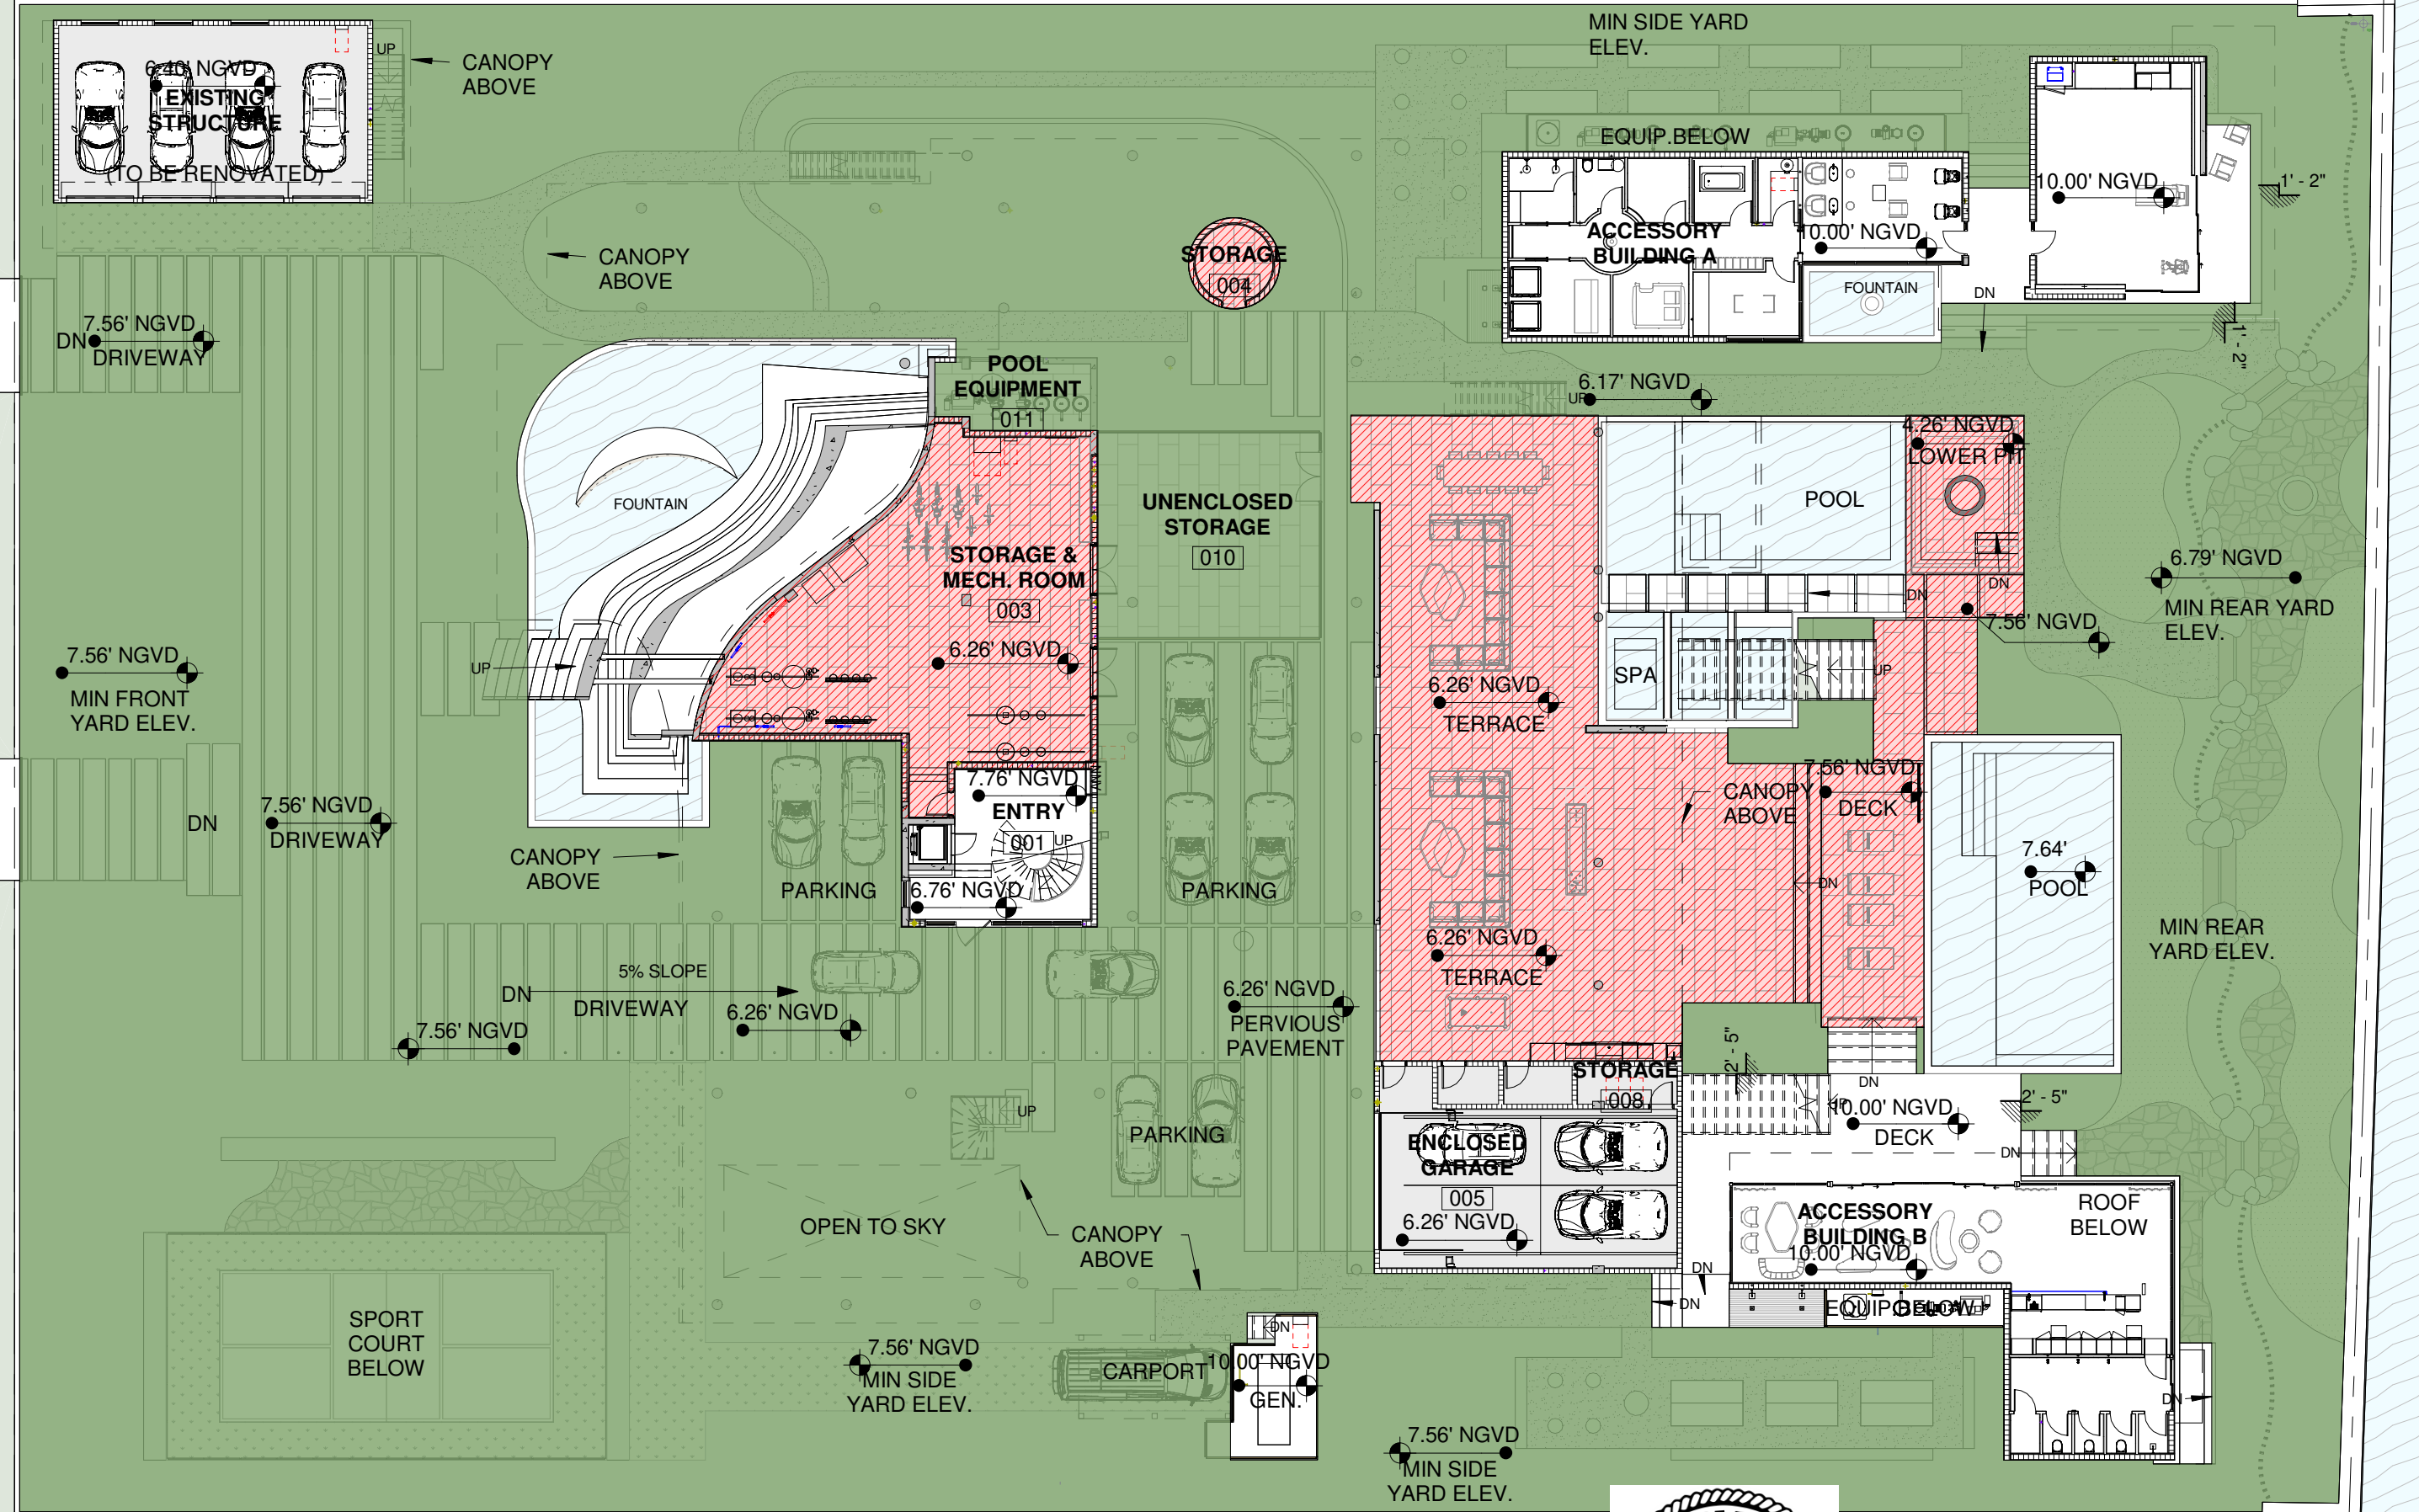 MIN SIDE YARD
ELEV.
UP
CANOPY
ABOVE
6.40' NGVD
EXISTING
STRUCTURE
(TO BE RENOVATED)
EQUIP.BELOW
10.00' NGVD
1' - 2"
ACCESSORY
BUILDING A
10.00' NGVD
STORAGE
004
CANOPY
ABOVE
FOUNTAIN
DN
1' - 2"
7.56' NGVD
DN
DRIVEWAY
POOL
EQUIPMENT
011
6.17' NGVD
UP
4.26' NGVD
LOWER PIT
FOUNTAIN
UNENCLOSED
STORAGE
010
POOL
STORAGE &
MECH. ROOM
003
6.26' NGVD
DN
DN
6.79' NGVD
MIN REAR YARD
ELEV.
7.56' NGVD
7.56' NGVD
MIN FRONT
YARD ELEV.
UP
SPA
UP
6.26' NGVD
TERRACE
7.76' NGVD
ENTRY
001
UP
6.76' NGVD
7.56' NGVD
DECK
CANOPY
ABOVE
DN
7.56' NGVD
DRIVEWAY
DN
CANOPY
ABOVE
PARKING
PARKING
7.64'
POOL
MIN REAR
YARD ELEV.
6.26' NGVD
TERRACE
5% SLOPE
DN
DRIVEWAY
6.26' NGVD
7.56' NGVD
6.26' NGVD
PERVIOUS
PAVEMENT
STORAGE
008
2' - 5"
DN
2' - 5"
UP
10.00' NGVD
DECK
DN
UP
PARKING
ENCLOSED
GARAGE
005
6.26' NGVD
OPEN TO SKY
CANOPY
ABOVE
ACCESSORY
BUILDING B
10.00' NGVD
ROOF
BELOW
DN
DN
EQUIP.BELOW
SPORT
COURT
BELOW
DN
7.56' NGVD
MIN SIDE
YARD ELEV.
CARPORT
10.00' NGVD
GEN.
DN
7.56' NGVD
MIN SIDE
YARD ELEV.